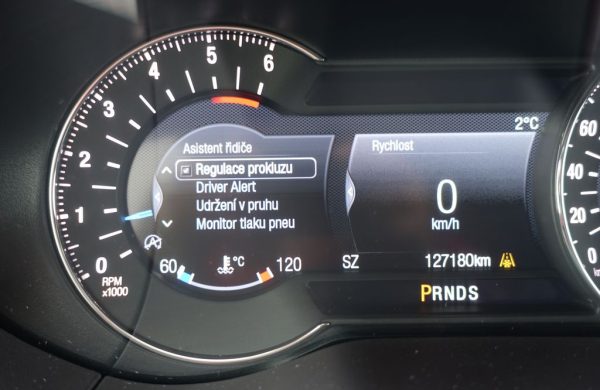 0
1
2
3
4
5
6
RPM
x1000
Asistent řidiče
Regulace prokluzu
Driver Alert
Udržení v pruhu
Monitor tlaku pneu
60 °C 120
2°C
Rychlost
0
km/h
SZ 127180km
PRNDS
60
40
20
0